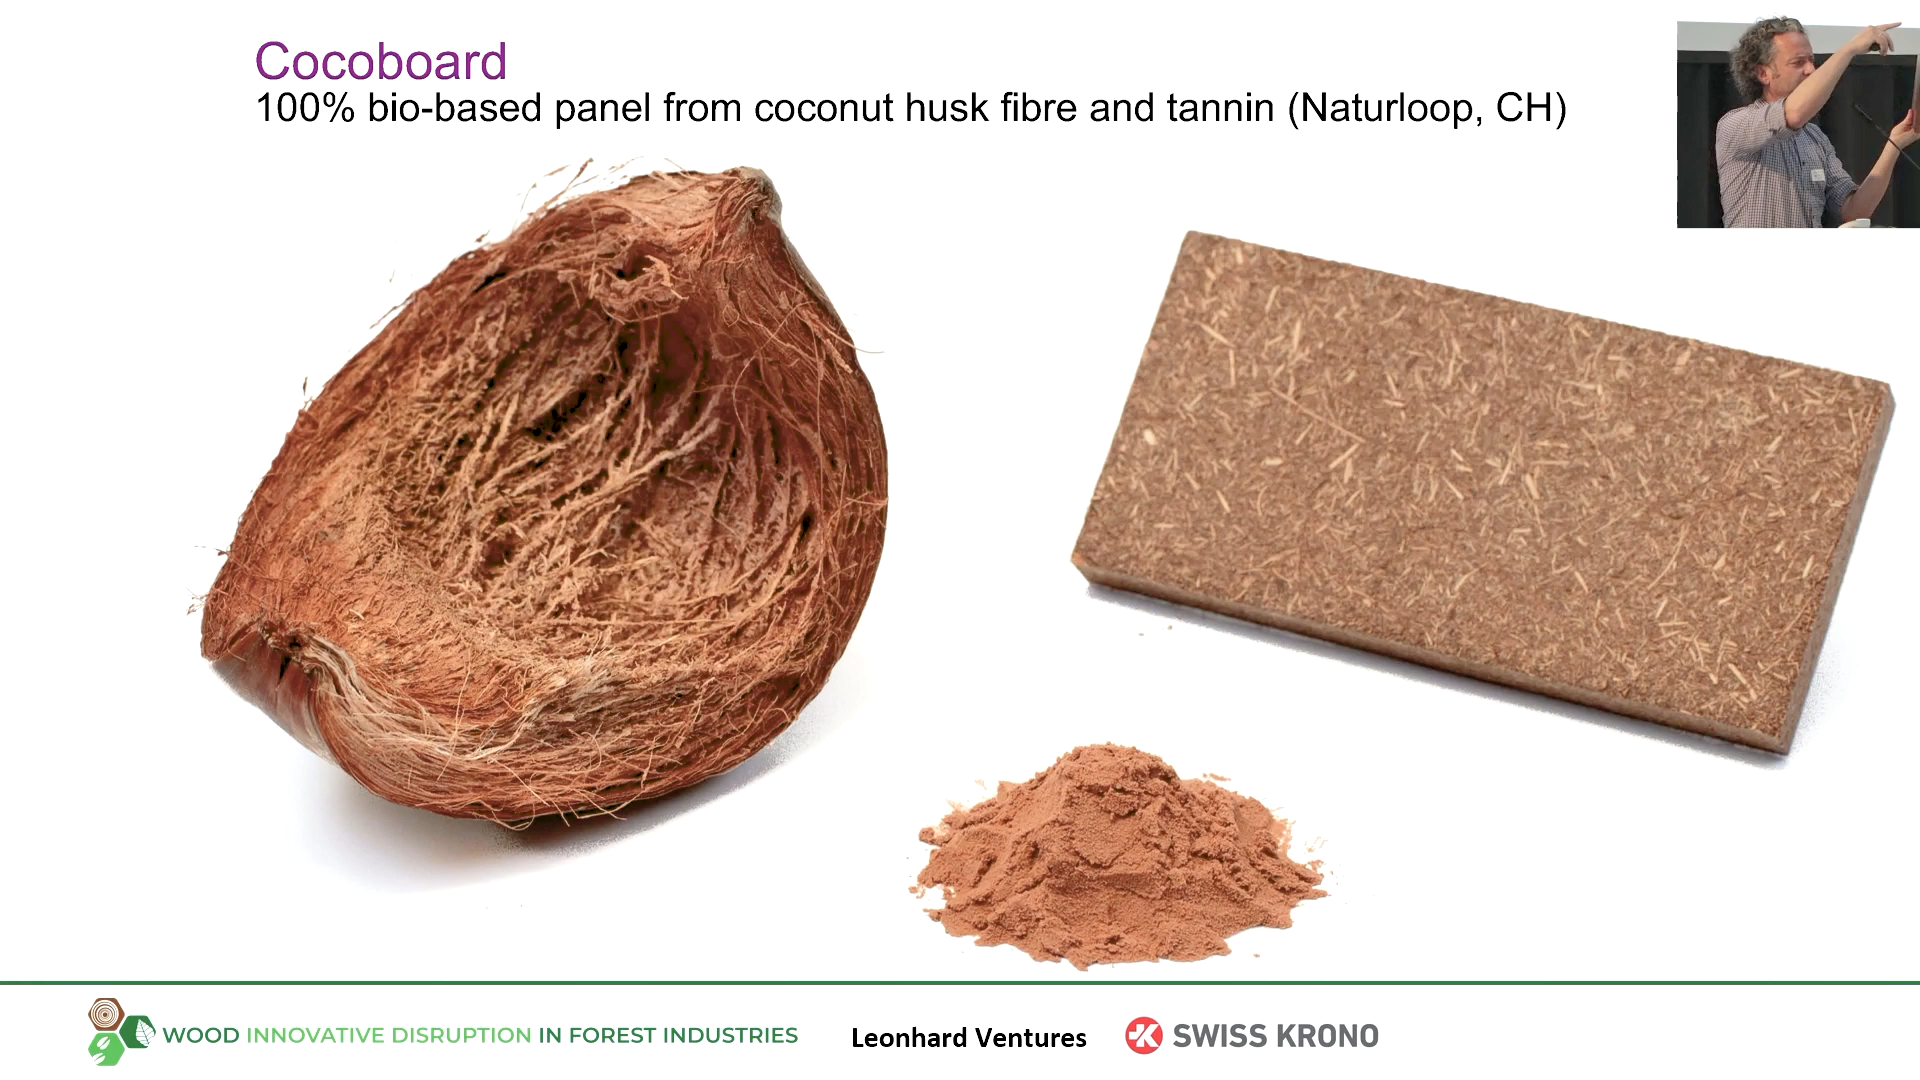 Cocoboard
100% bio-based panel from coconut husk fibre and tannin (Naturloop, CH)
WOOD INNOVATIVE DISRUPTION IN FOREST INDUSTRIES
Leonhard Ventures
SWISS KRONO